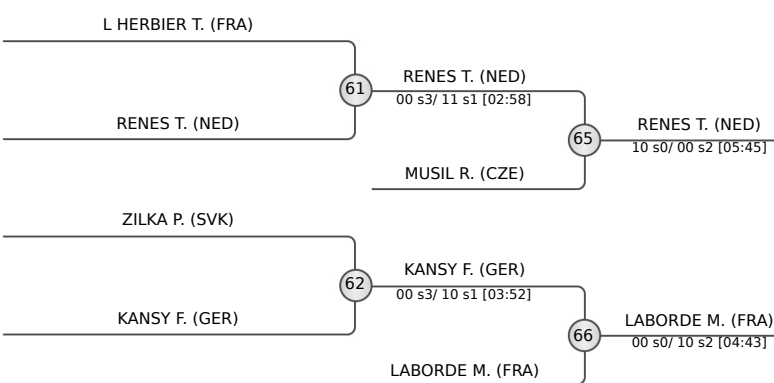 L HERBIER T. (FRA)
61
RENES T. (NED)
00 s3/ 11 s1 [02:58]
RENES T. (NED)
65
RENES T. (NED)
10 s0/ 00 s2 [05:45]
MUSIL R. (CZE)
ZILKA P. (SVK)
62
KANSY F. (GER)
00 s3/ 10 s1 [03:52]
KANSY F. (GER)
66
LABORDE M. (FRA)
00 s0/ 10 s2 [04:43]
LABORDE M. (FRA)